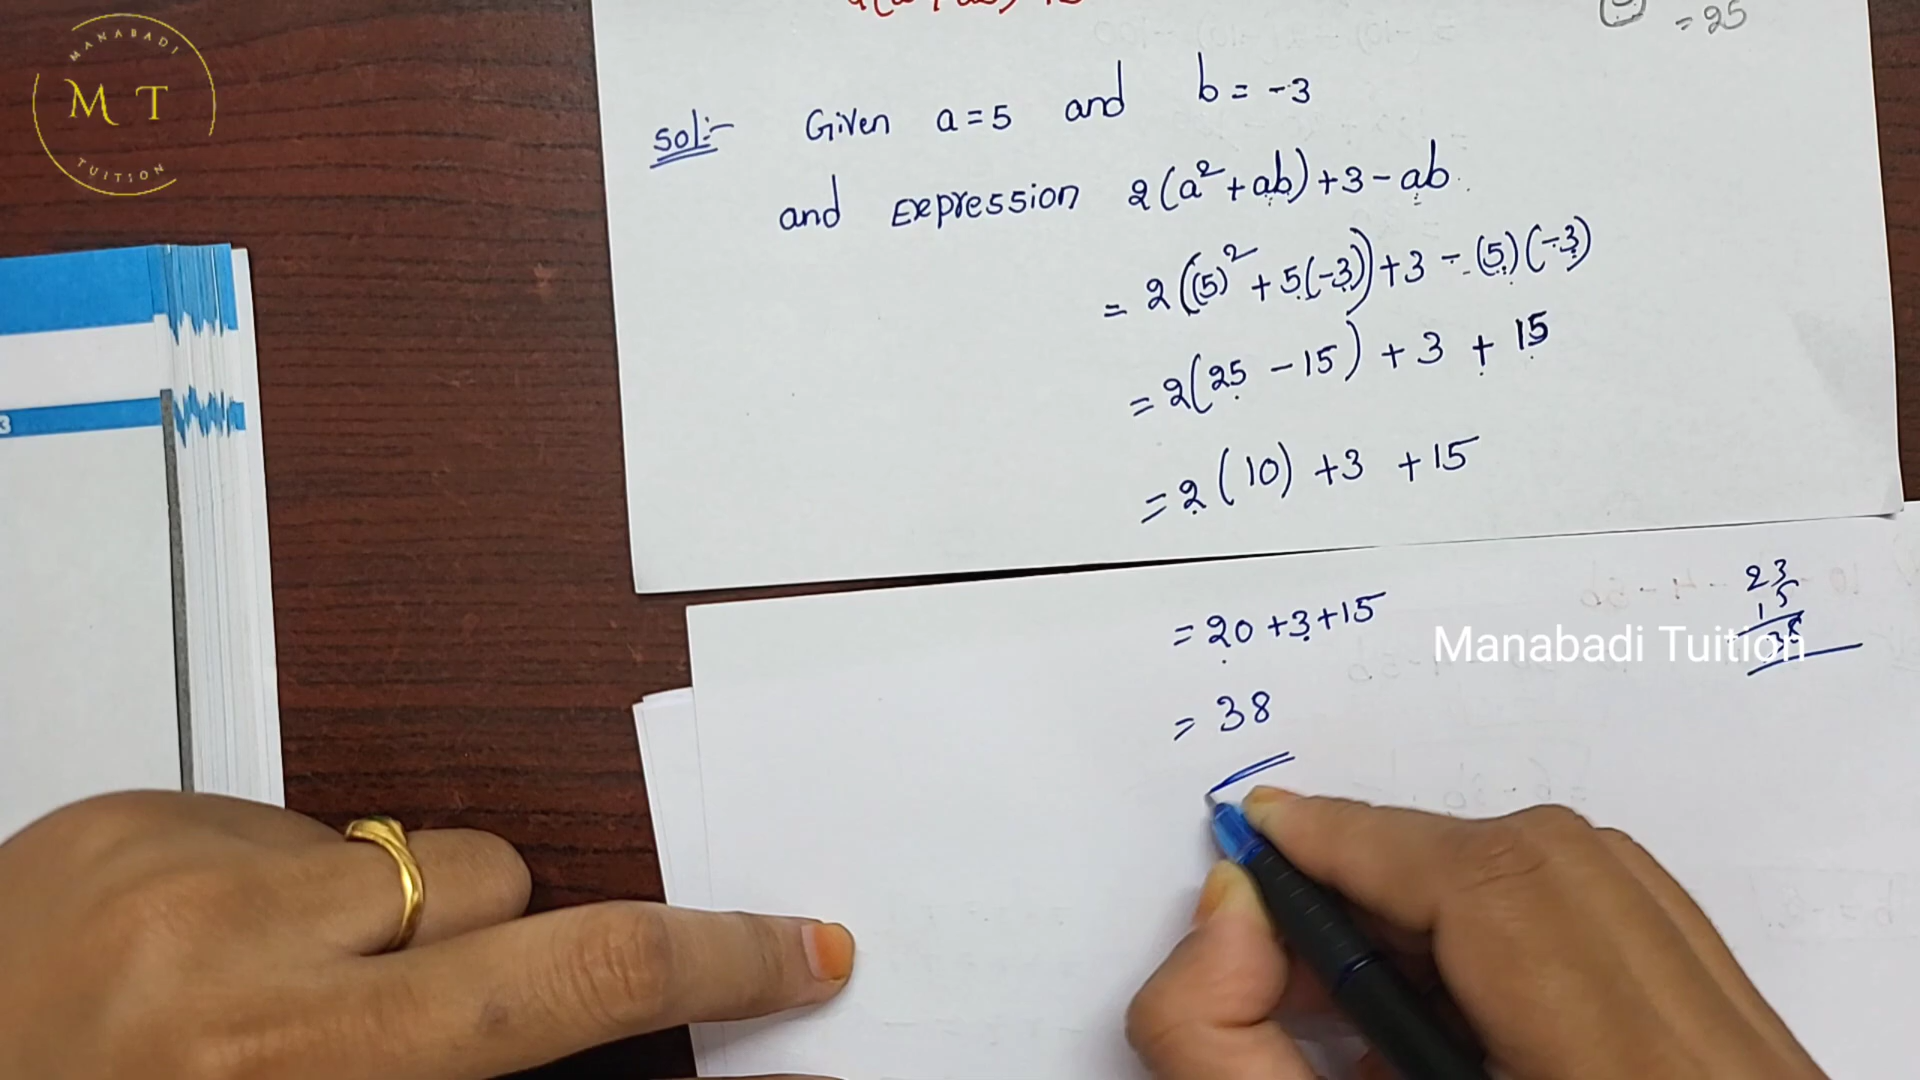 MANABADI
M T
TUITION
= 25
Sol:- Given a = 5 and b = -3
and Expression 2(a² + ab) + 3 - ab
= 2((5)² + 5(-3)) + 3 - (5)(-3)
= 2(25 - 15) + 3 + 15
= 2(10) + 3 + 15
3
= 20 + 3 + 15
= 38
23
15
38
Manabadi Tuition